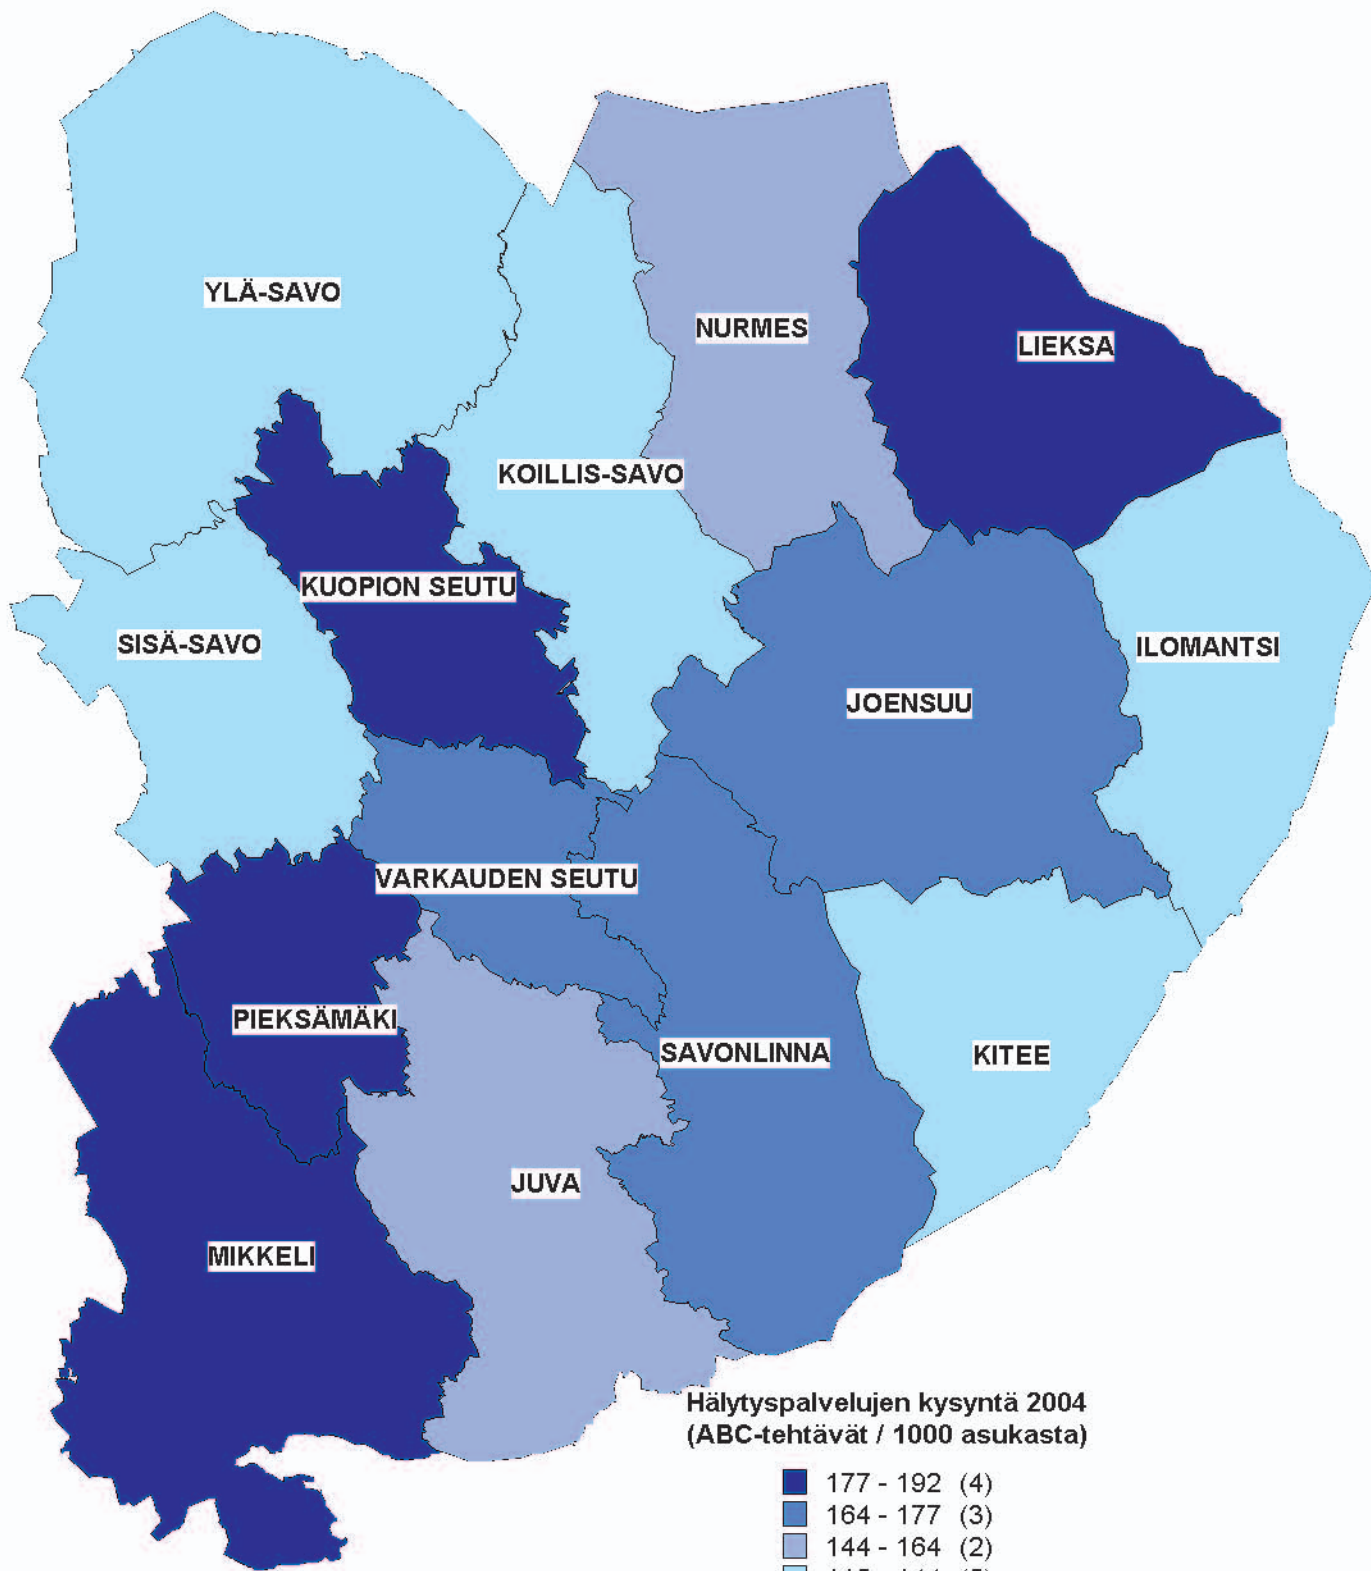 YLÄ-SAVO
NURMES
LIEKSA
KOILLIS-SAVO
KUOPION SEUTU
SISÄ-SAVO
ILOMANTSI
JOENSUU
VARKAUDEN SEUTU
PIEKSÄMÄKI
SAVONLINNA
KITEE
JUVA
MIKKELI
Hälytyspalvelujen kysyntä 2004
(ABC-tehtävät / 1000 asukasta)
177 - 192 (4)
164 - 177 (3)
144 - 164 (2)